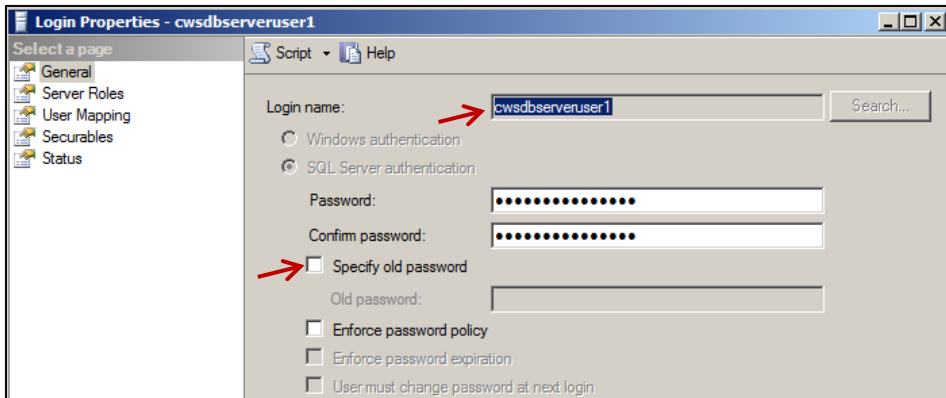 Login Properties - cwsdbserveruser1
Select a page
General
Server Roles
User Mapping
Securables
Status
Script Help
Login name: cwsdbserveruser1 Search...
Windows authentication
SQL Server authentication
Password: •••••••••••••••
Confirm password: •••••••••••••••
Specify old password
Old password:
Enforce password policy
Enforce password expiration
User must change password at next login